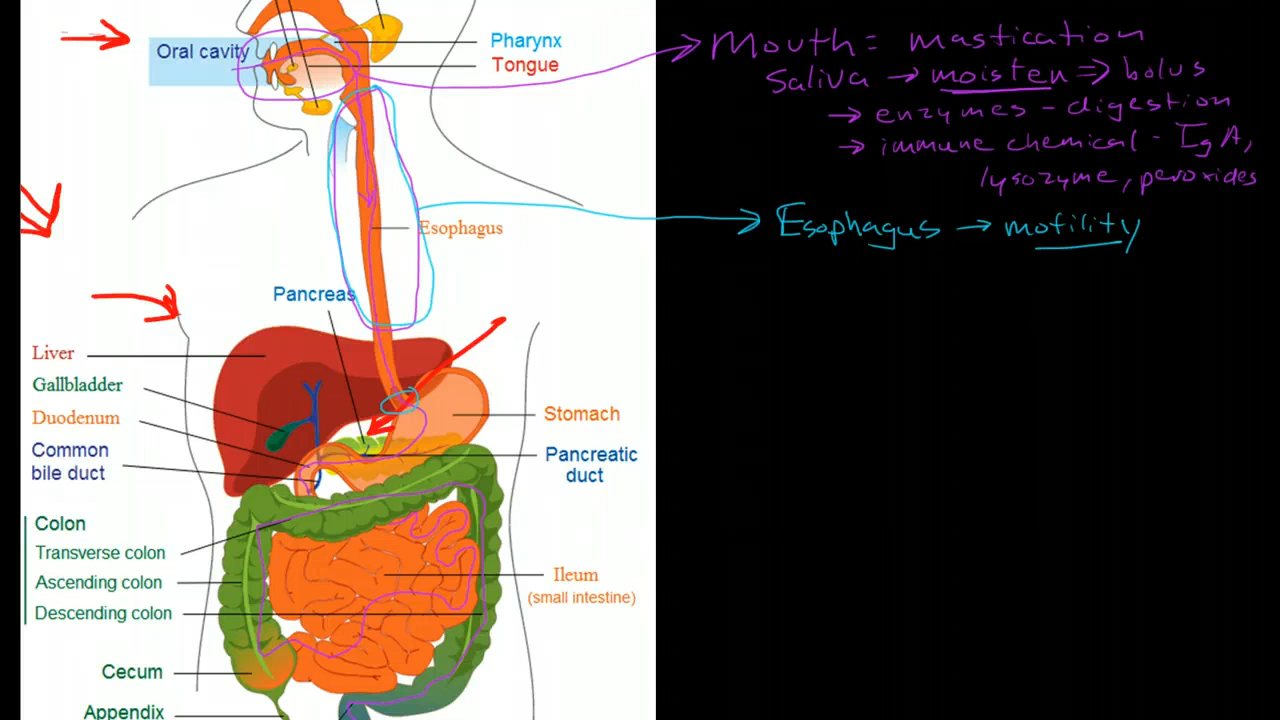 Oral cavity
Pharynx
Tongue
Esophagus
Pancreas
Liver
Gallbladder
Duodenum
Common
bile duct
Stomach
Pancreatic
duct
Colon
Transverse colon
Ascending colon
Descending colon
Ileum
(small intestine)
Cecum
Appendix
Mouth = mastication
Saliva → moisten ⇒ bolus
→ enzymes - digestion
→ immune chemical - IgA,
lysozyme, peroxides
Esophagus → motility